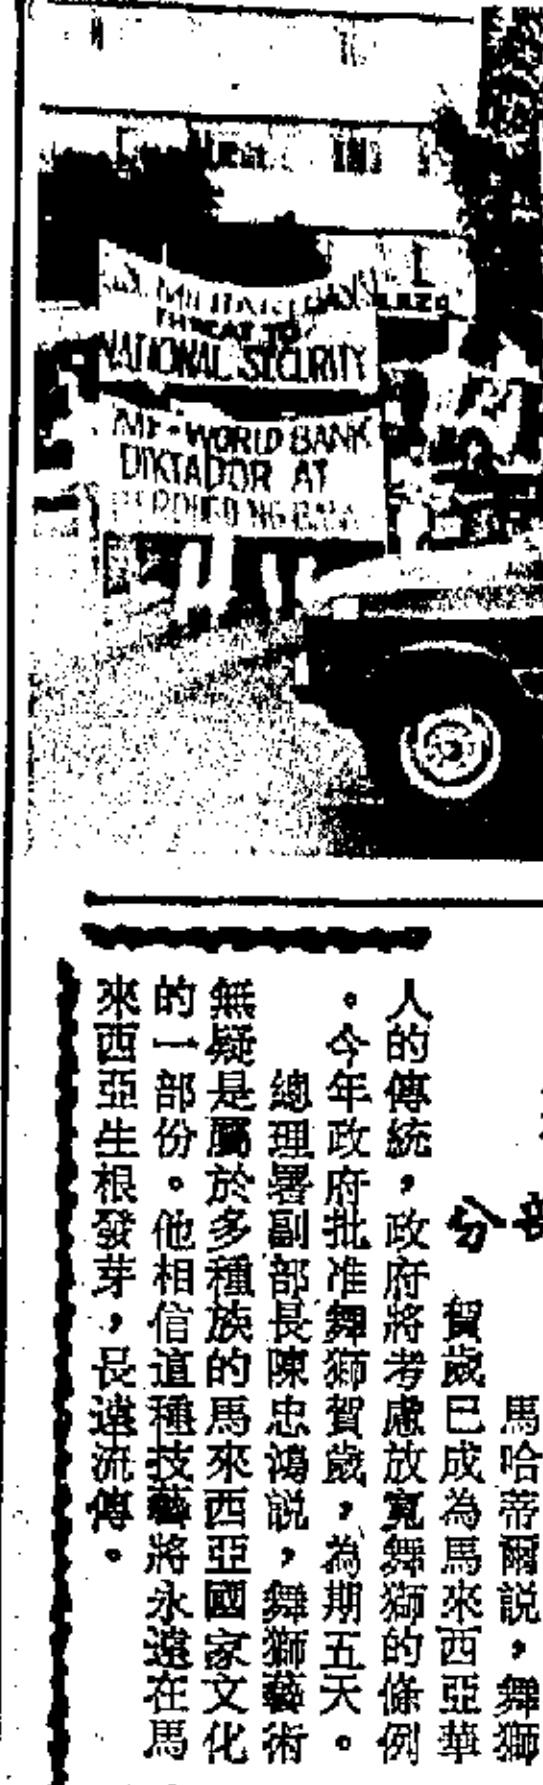 THREAT TO
NATIONAL SECURITY
WORLD BANK
DIKTADOR AT
馬哈蒂爾説，舞獅
賀歲已成為馬來西亞華
人的傳統，政府將考慮放寬舞獅的條例
。今年政府批准舞獅賀歲，為期五天。
總理署副部長陳忠鴻説，舞獅藝術
無疑是屬於多種族的馬來西亞國家文化
的一部份。他相信這種技藝將永遠在馬
來西亞生根發芽，長遠流傳。